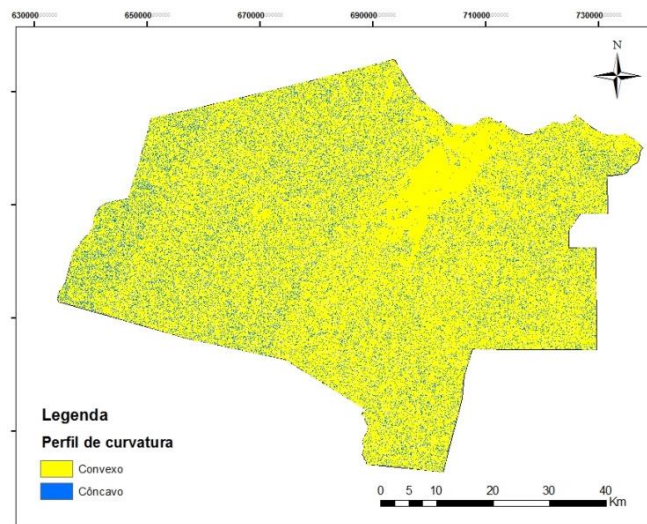 630000 650000 670000 690000 710000 730000
N
Legenda
Perfil de curvatura
Convexo
Côncavo
0 5 10 20 30 40
Km